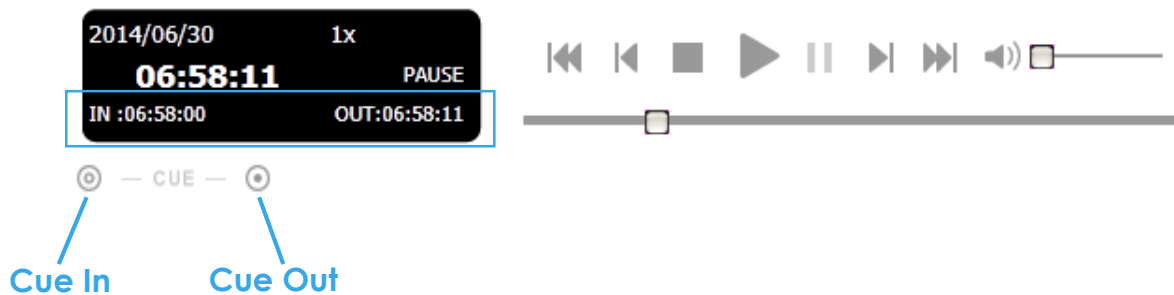 2014/06/30 1x
06:58:11 PAUSE
IN :06:58:00 OUT:06:58:11
— CUE —
Cue In Cue Out